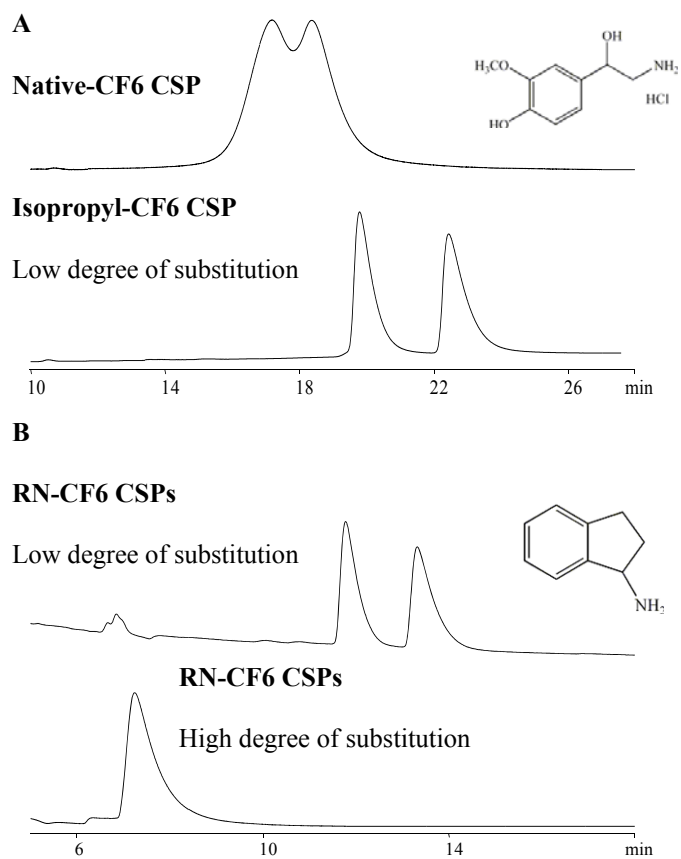 A
OH
Native-CF6 CSP
H₃CO
NH₂
HCl
HO
Isopropyl-CF6 CSP
Low degree of substitution
10 14 18 22 26 min
B
RN-CF6 CSPs
Low degree of substitution
NH₂
RN-CF6 CSPs
High degree of substitution
6 10 14 min